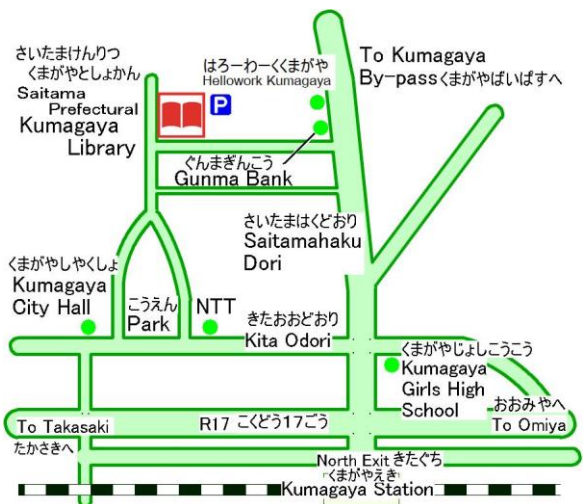 さいたまけんりつ
くまがやとしょかん
Saitama
Prefectural
Kumagaya
Library
P
はろーわーくくまがや
Hellowork Kumagaya
To Kumagaya
By-passくまがやばいぱすへ
ぐんまぎんこう
Gunma Bank
さいたまはくどおり
Saitamahaku
Dori
くまがやしやくしょ
Kumagaya
City Hall
こうえん
Park
NTT
きたおおどおり
Kita Odori
くまがやじょしこうこう
Kumagaya
Girls High
School
おおみやへ
To Omiya
To Takasaki
たかさきへ
R17 こくどう17ごう
North Exit きたぐち
くまがやえき
Kumagaya Station